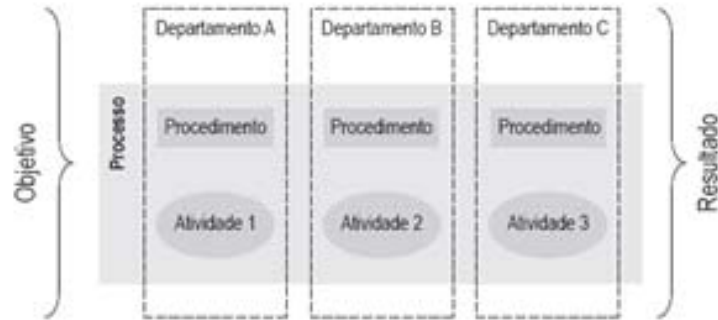 Departamento A
Departamento B
Departamento C
Objetivo
Processo
Procedimento
Procedimento
Procedimento
Resultado
Atividade 1
Atividade 2
Atividade 3